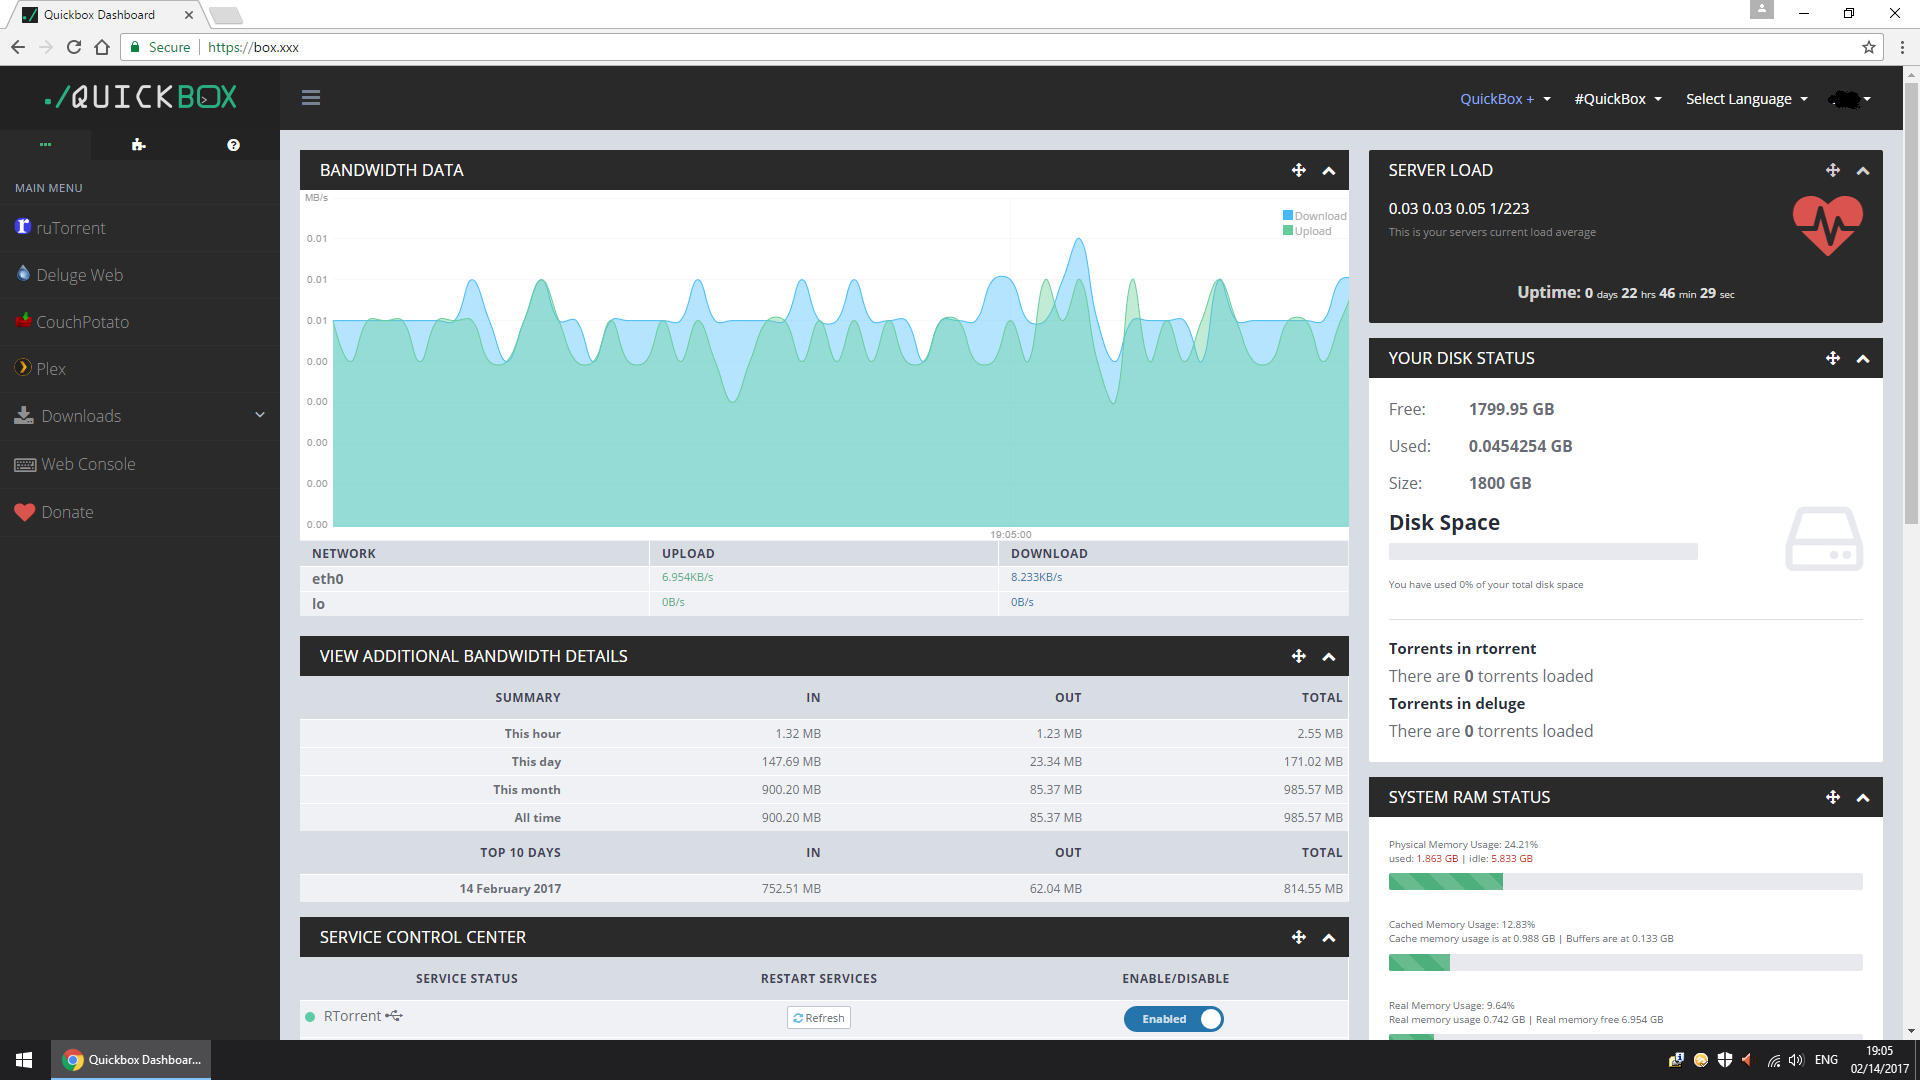 Quickbox Dashboard
Secure
https://box.xxx
./QUICKBOX
QuickBox +
#QuickBox
Select Language
MAIN MENU
ruTorrent
Deluge Web
CouchPotato
Plex
Downloads
Web Console
Donate
BANDWIDTH DATA
MB/s
Download
Upload
0.01
0.01
0.01
0.00
0.00
0.00
0.00
0.00
19:05:00
NETWORK UPLOAD DOWNLOAD
eth0 6.954KB/s 8.233KB/s
lo 0B/s 0B/s
VIEW ADDITIONAL BANDWIDTH DETAILS
SUMMARY IN OUT TOTAL
This hour 1.32 MB 1.23 MB 2.55 MB
This day 147.69 MB 23.34 MB 171.02 MB
This month 900.20 MB 85.37 MB 985.57 MB
All time 900.20 MB 85.37 MB 985.57 MB
TOP 10 DAYS IN OUT TOTAL
14 February 2017 752.51 MB 62.04 MB 814.55 MB
SERVICE CONTROL CENTER
SERVICE STATUS RESTART SERVICES ENABLE/DISABLE
RTorrent Refresh Enabled
SERVER LOAD
0.03 0.03 0.05 1/223
This is your servers current load average
Uptime: 0 days 22 hrs 46 min 29 sec
YOUR DISK STATUS
Free: 1799.95 GB
Used: 0.0454254 GB
Size: 1800 GB
Disk Space
You have used 0% of your total disk space
Torrents in rtorrent
There are 0 torrents loaded
Torrents in deluge
There are 0 torrents loaded
SYSTEM RAM STATUS
Physical Memory Usage: 24.21%
used: 1.863 GB | idle: 5.833 GB
Cached Memory Usage: 12.83%
Cache memory usage is at 0.988 GB | Buffers are at 0.133 GB
Real Memory Usage: 9.64%
Real memory usage 0.742 GB | Real memory free 6.954 GB
Quickbox Dashboar...
ENG
19:05
02/14/2017